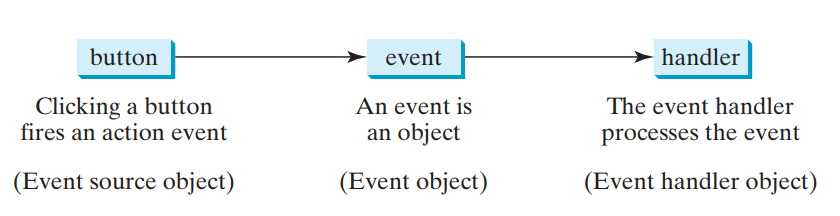 button
event
handler
Clicking a button
fires an action event
(Event source object)
An event is
an object
(Event object)
The event handler
processes the event
(Event handler object)